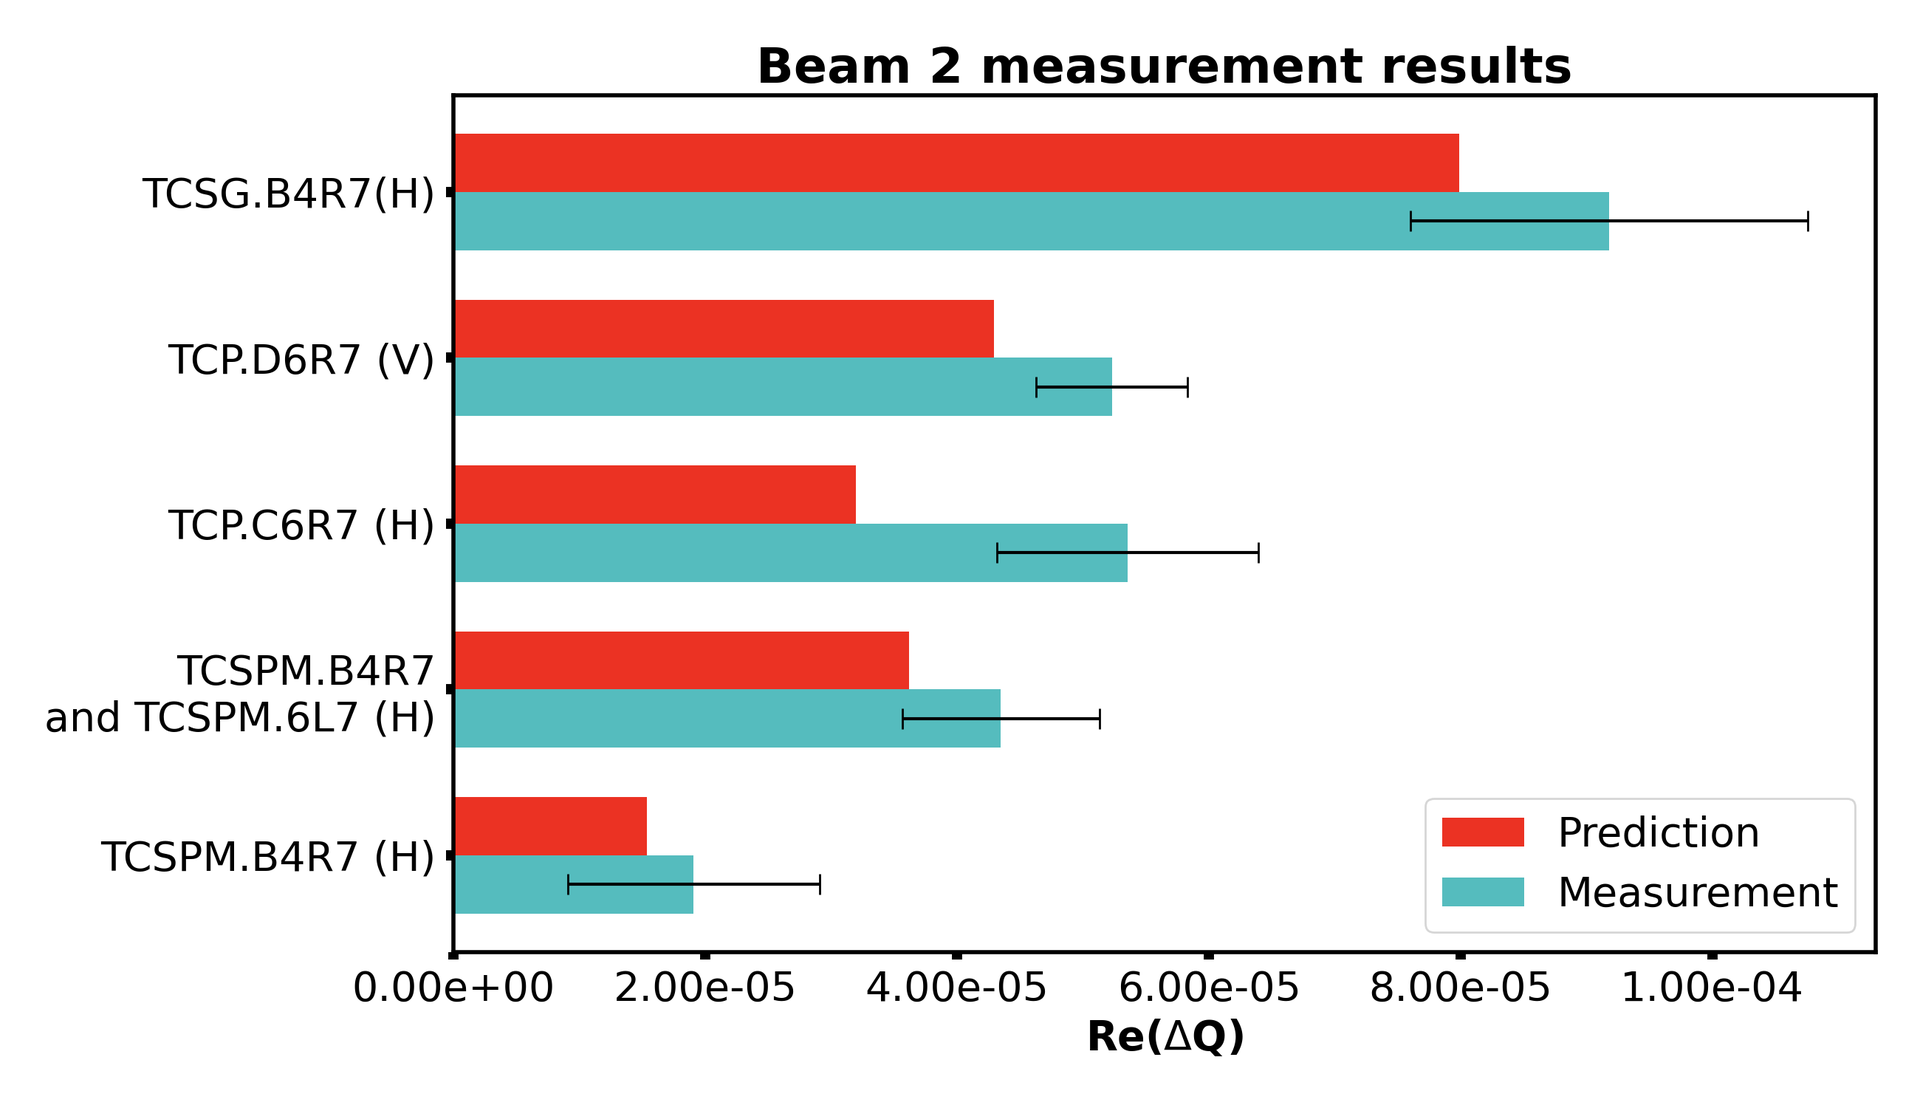 Beam 2 measurement results
TCSG.B4R7(H)
TCP.D6R7 (V)
TCP.C6R7 (H)
TCSPM.B4R7
and TCSPM.6L7 (H)
TCSPM.B4R7 (H)
Prediction
Measurement
0.00e+00 2.00e-05 4.00e-05 6.00e-05 8.00e-05 1.00e-04
Re(ΔQ)